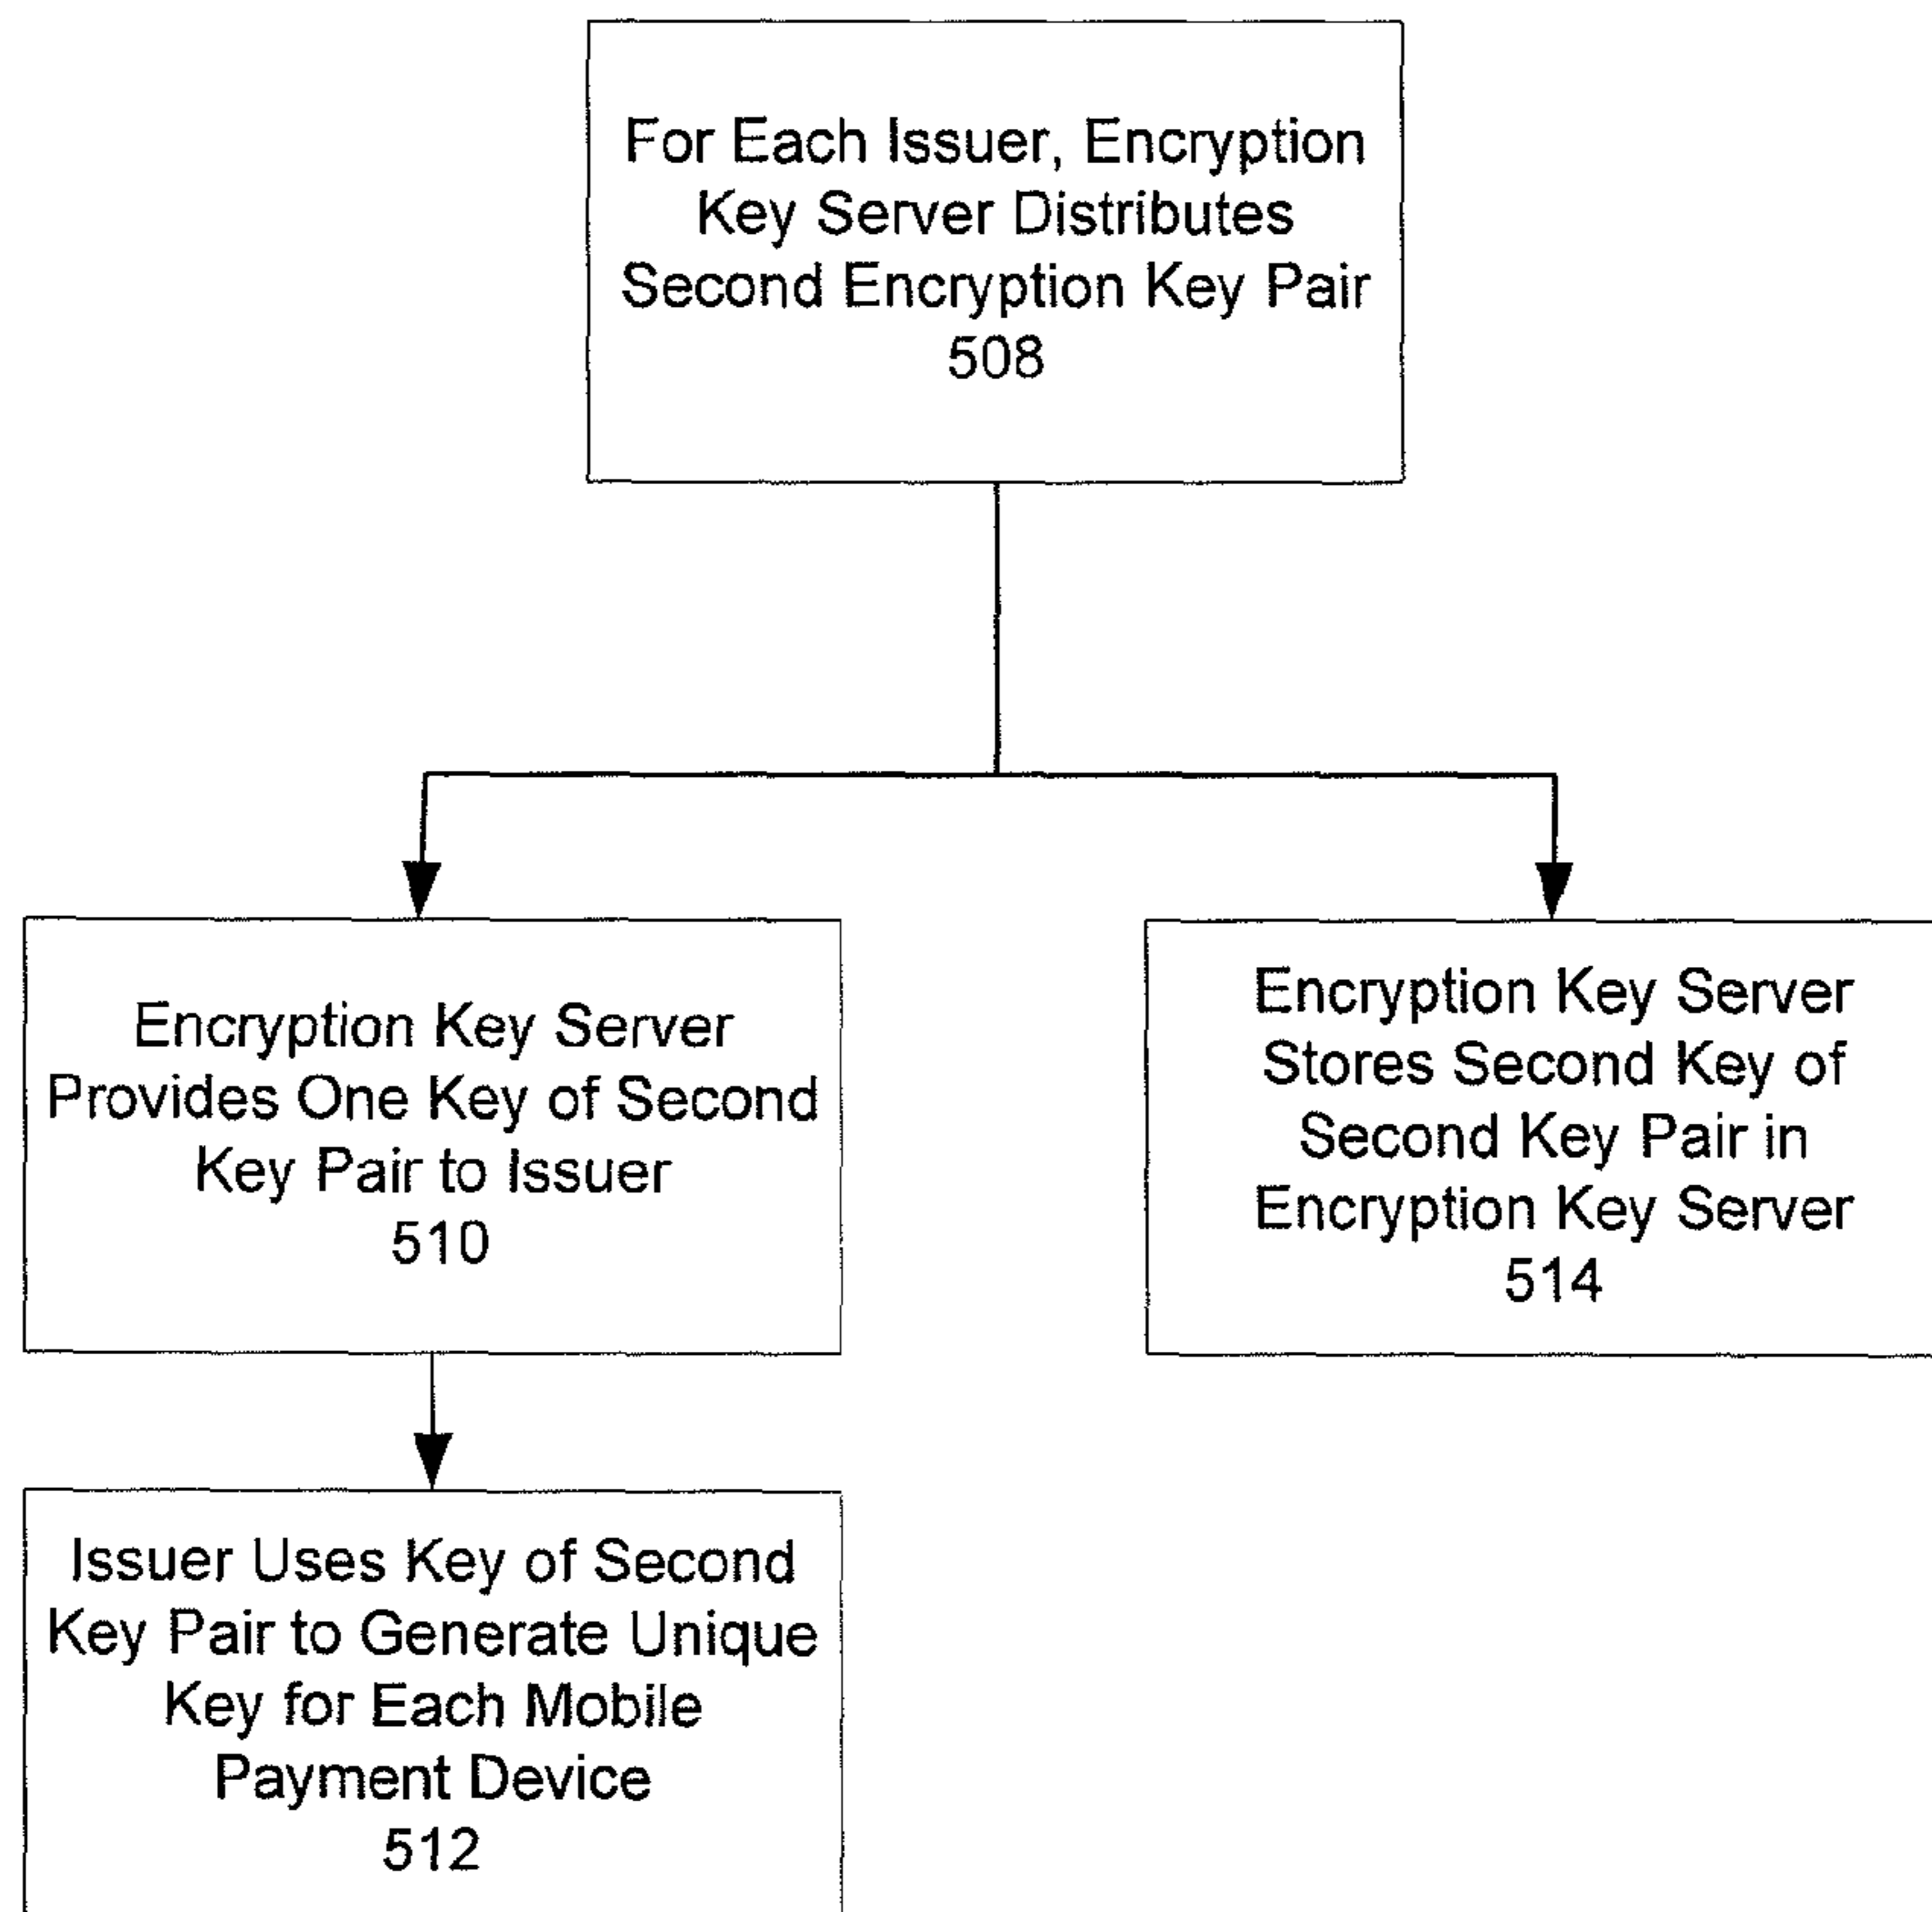 For Each Issuer, Encryption
Key Server Distributes
Second Encryption Key Pair
508
Encryption Key Server
Provides One Key of Second
Key Pair to Issuer
510
Encryption Key Server
Stores Second Key of
Second Key Pair in
Encryption Key Server
514
Issuer Uses Key of Second
Key Pair to Generate Unique
Key for Each Mobile
Payment Device
512